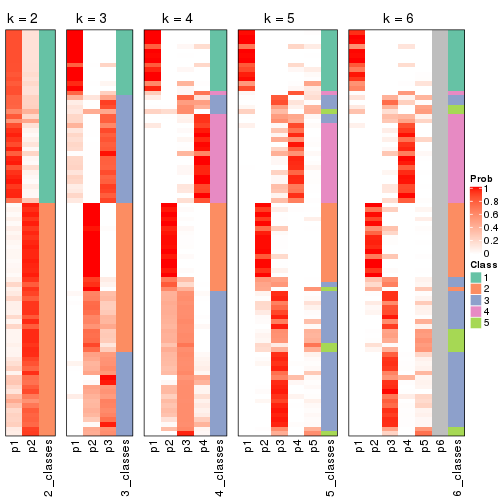 k = 2
k = 3
k = 4
k = 5
k = 6
Prob
1
0.8
0.6
0.4
0.2
0
Class
1
2
3
4
5
p1
p2
2_classes
p1
p2
p3
3_classes
p1
p2
p3
p4
4_classes
p1
p2
p3
p4
p5
5_classes
p1
p2
p3
p4
p5
p6
6_classes